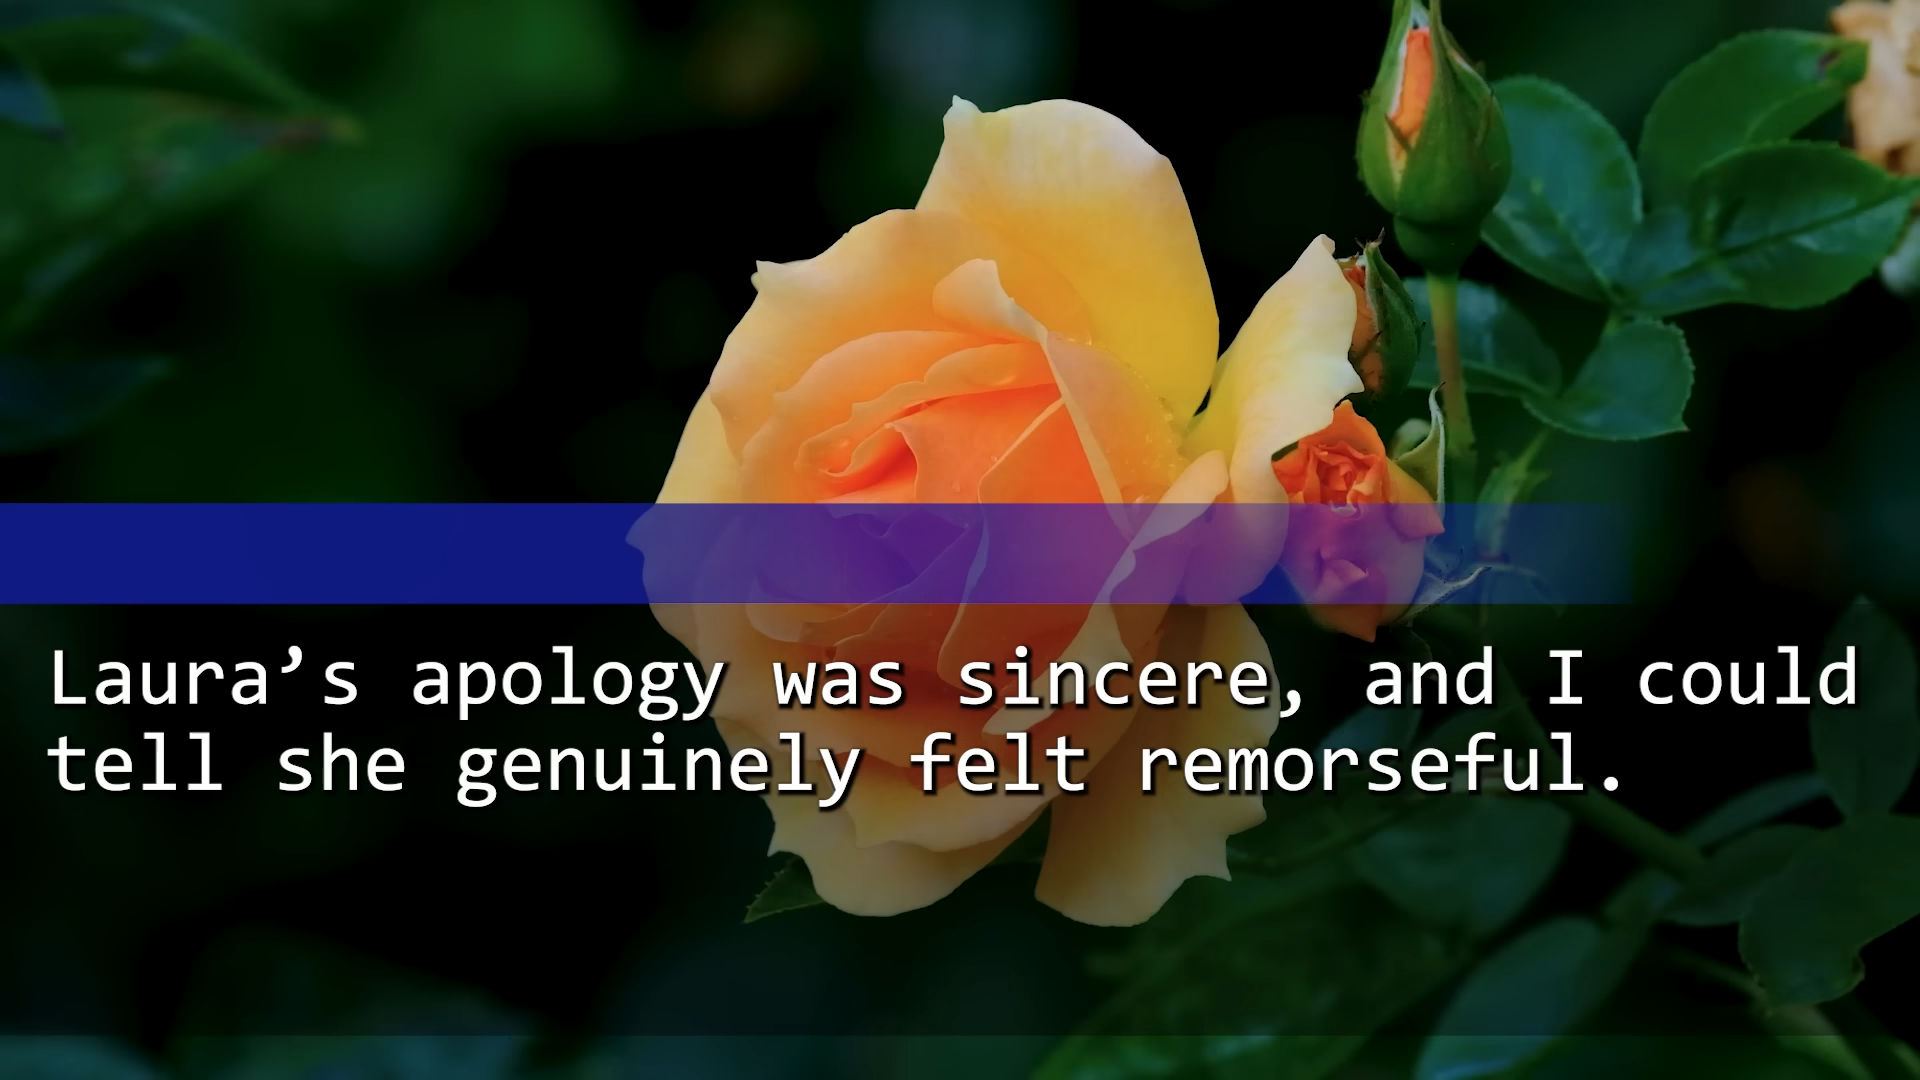 Laura’s apology was sincere, and I could
tell she genuinely felt remorseful.